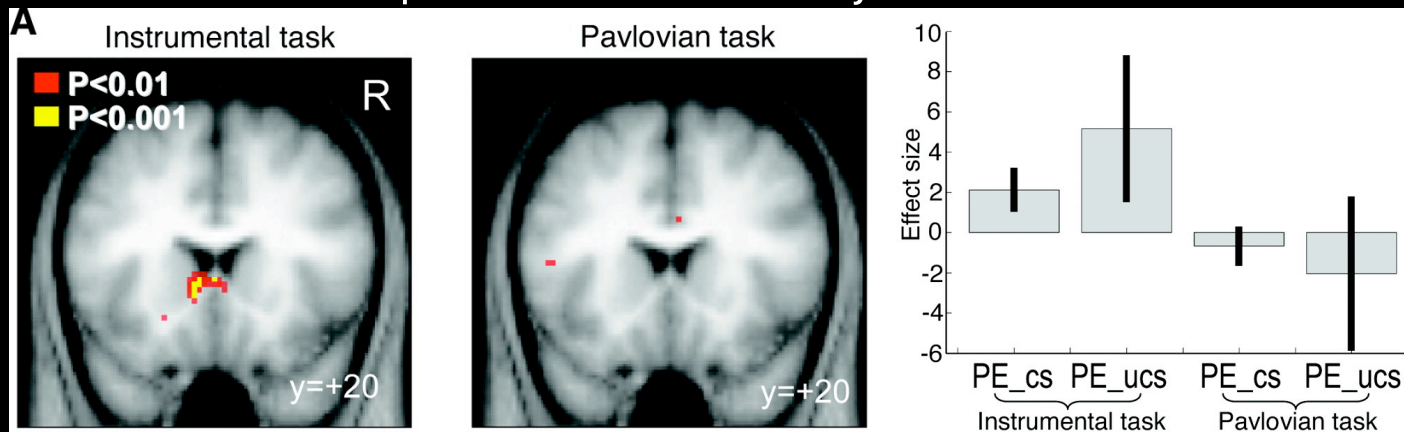 A
Instrumental task
P<0.01
P<0.001
R
y=+20
Pavlovian task
y=+20
Effect size
10
8
6
4
2
0
-2
-4
-6
PE_cs PE_ucs PE_cs PE_ucs
Instrumental task Pavlovian task